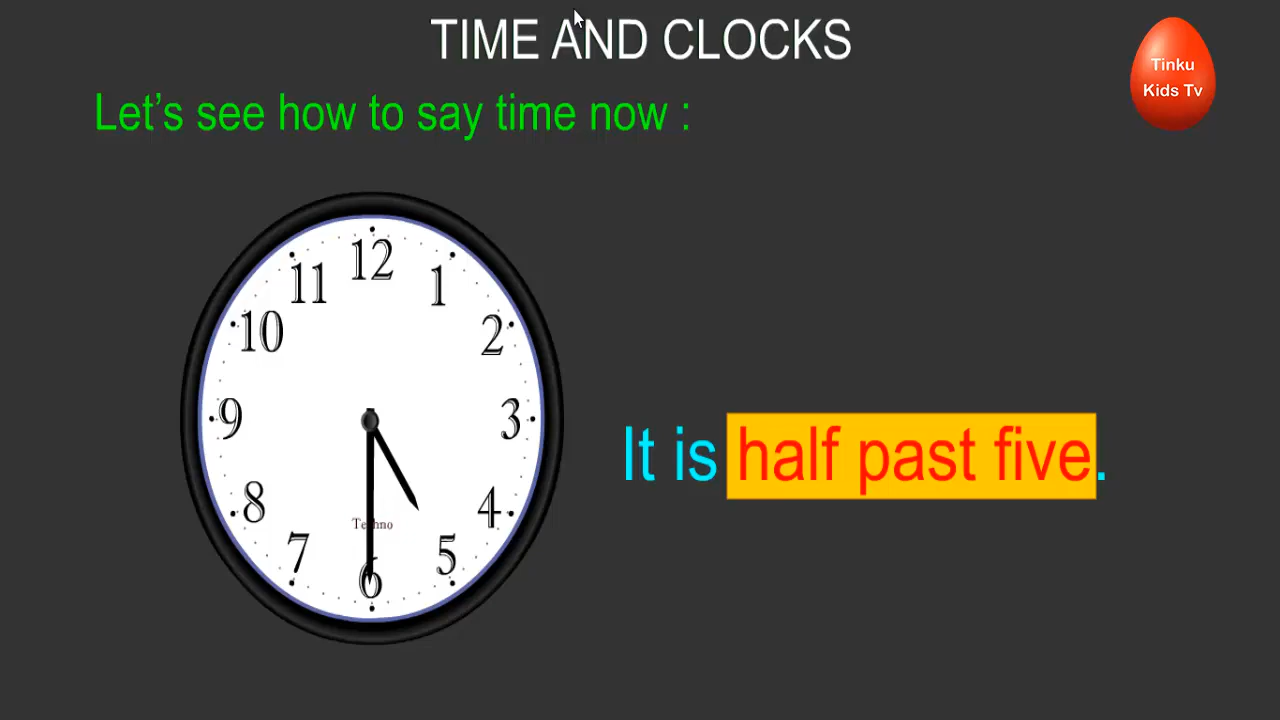 TIME AND CLOCKS
Tinku
Kids Tv
Let’s see how to say time now :
12
11
1
10
2
9
3
8
4
Techno
7
5
6
It is half past five.